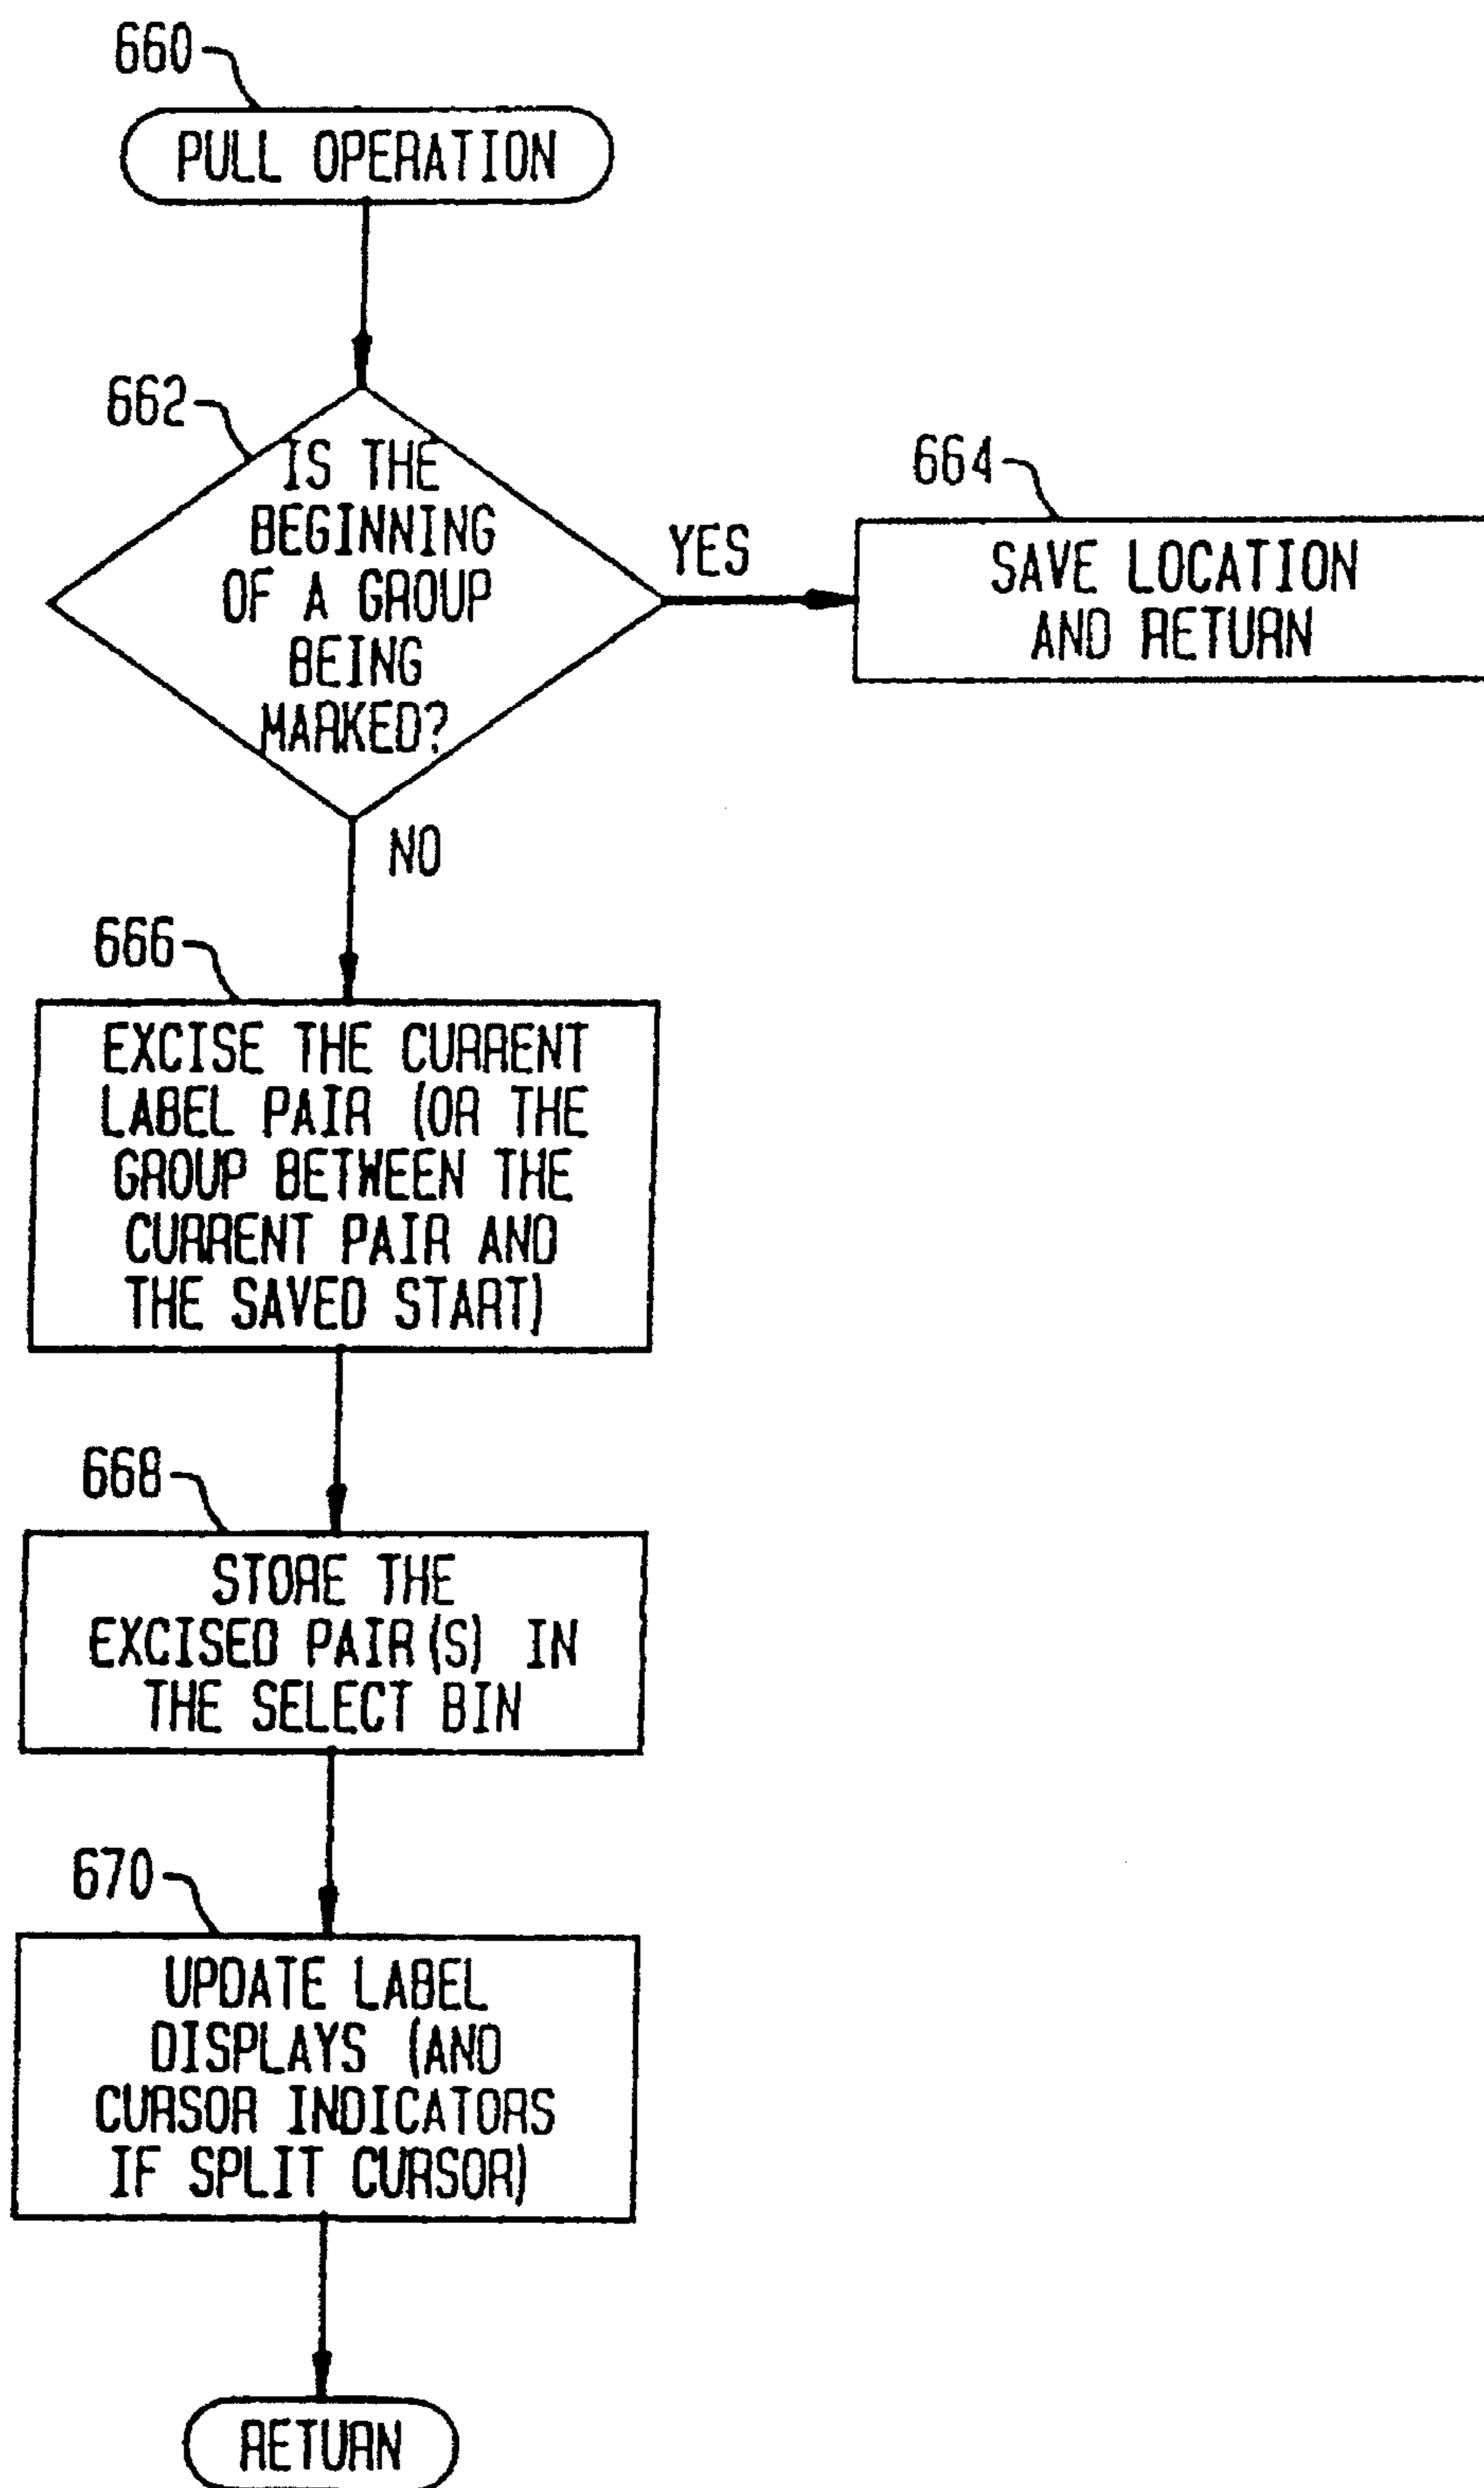 660
PULL OPERATION
662
IS THE
BEGINNING
OF A GROUP
BEING
MARKED?
YES
664
SAVE LOCATION
AND RETURN
NO
666
EXCISE THE CURRENT
LABEL PAIR (OR THE
GROUP BETWEEN THE
CURRENT PAIR AND
THE SAVED START)
668
STORE THE
EXCISED PAIR(S) IN
THE SELECT BIN
670
UPDATE LABEL
DISPLAYS (AND
CURSOR INDICATORS
IF SPLIT CURSOR)
RETURN